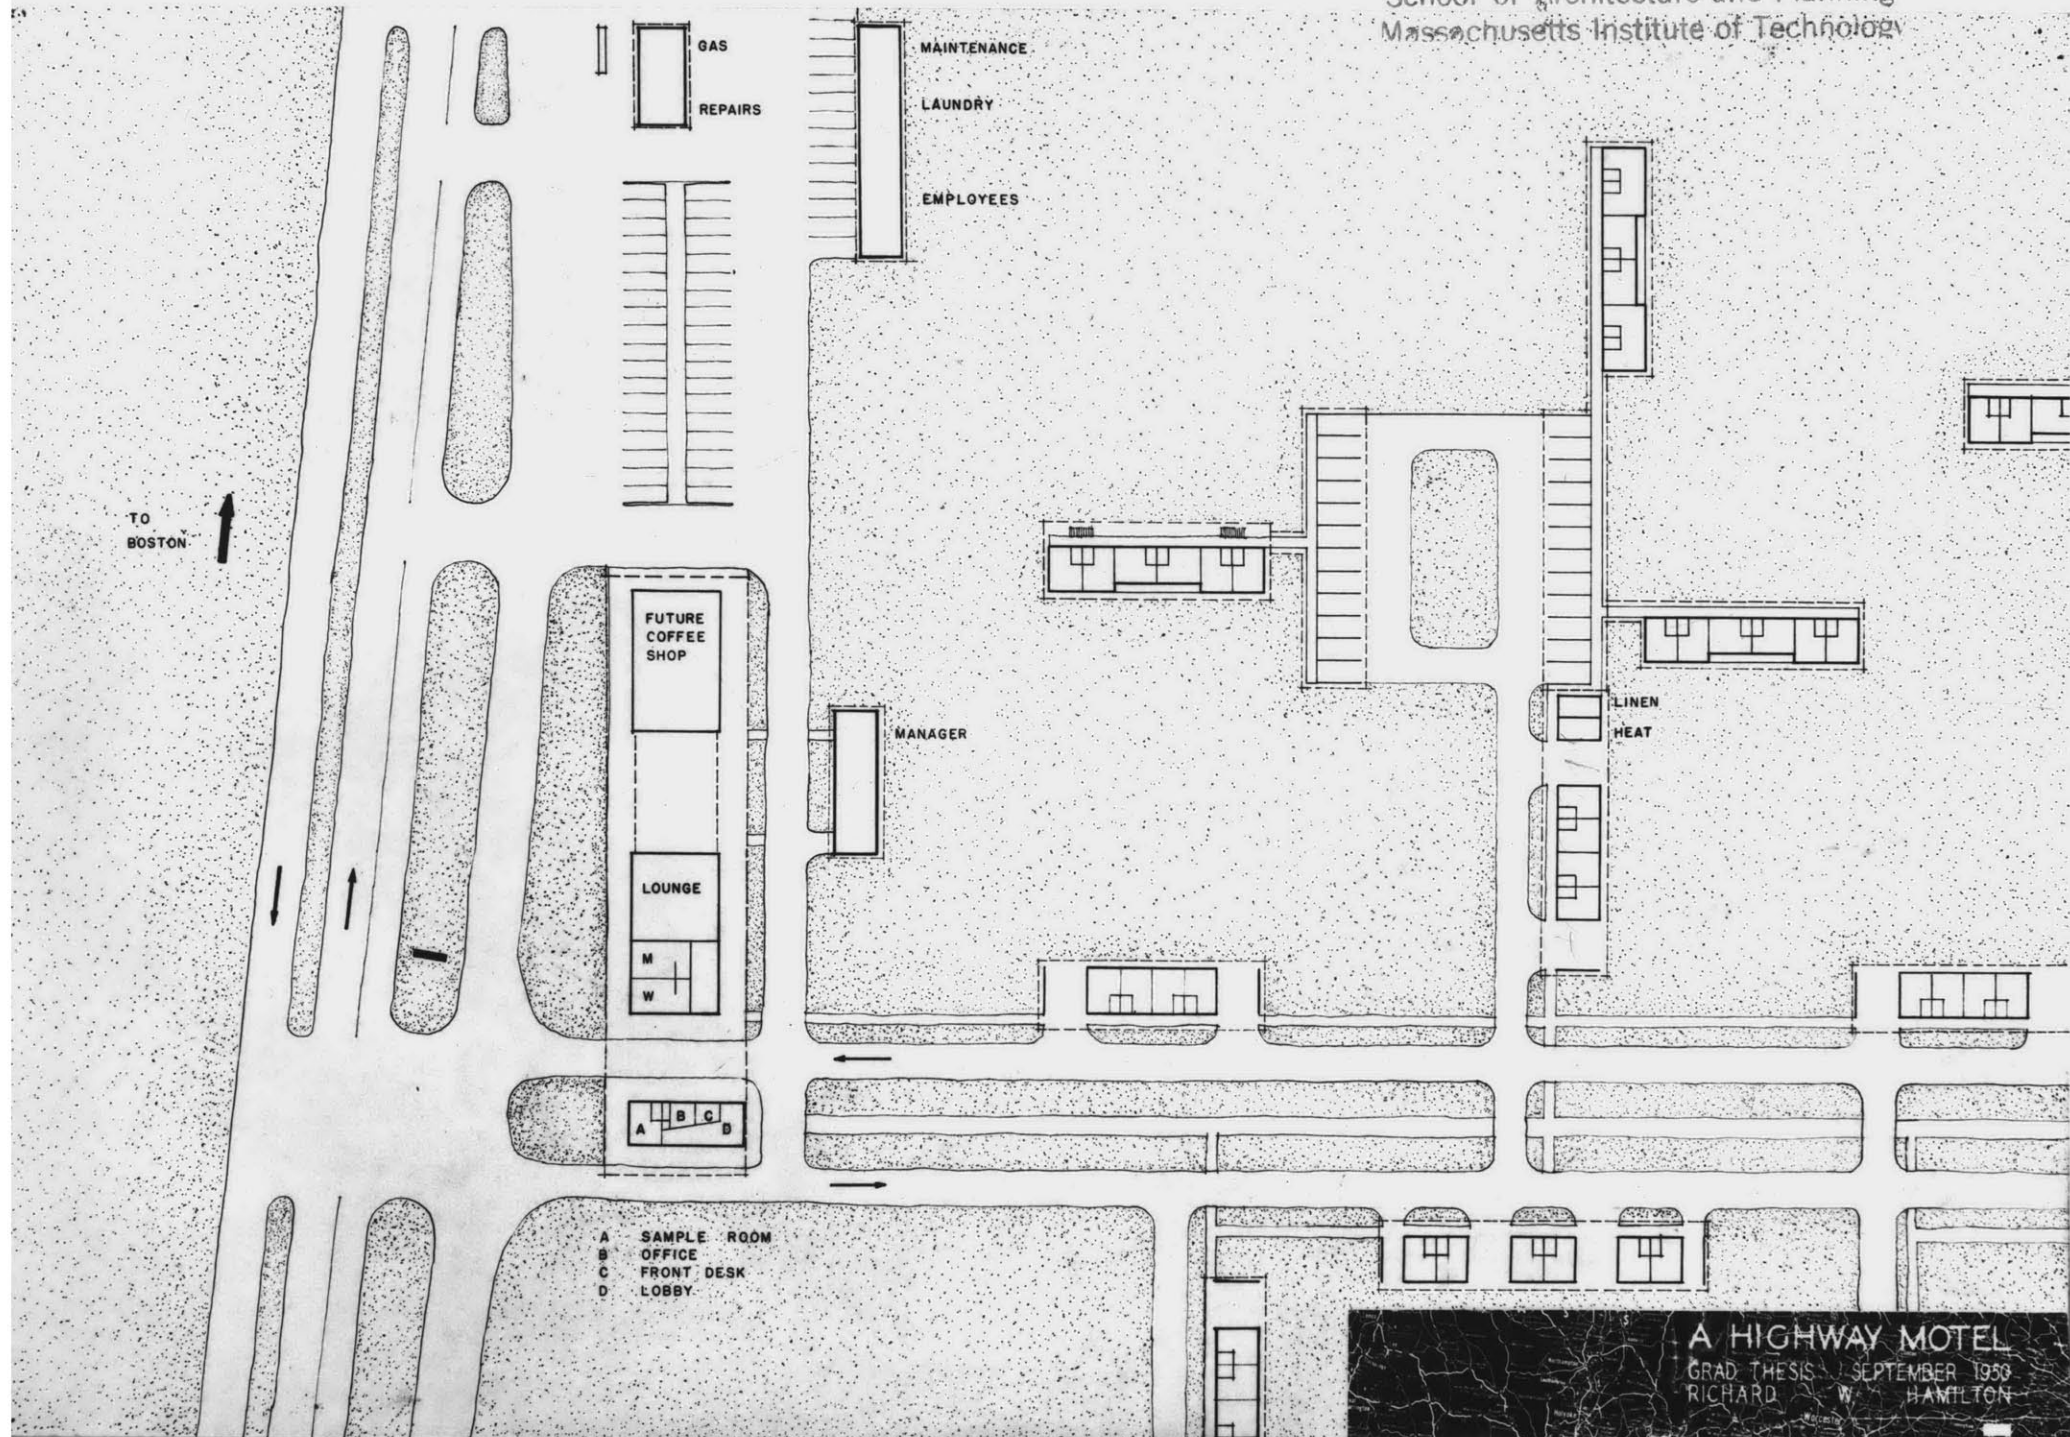 School of Architecture and Planning
Massachusetts Institute of Technology
GAS
REPAIRS
MAINTENANCE
LAUNDRY
EMPLOYEES
TO
BOSTON
FUTURE
COFFEE
SHOP
MANAGER
LINEN
HEAT
LOUNGE
M
W
A B C D
A SAMPLE ROOM
B OFFICE
C FRONT DESK
D LOBBY
A HIGHWAY MOTEL
GRAD THESIS SEPTEMBER 1950
RICHARD W HAMILTON
Worcester